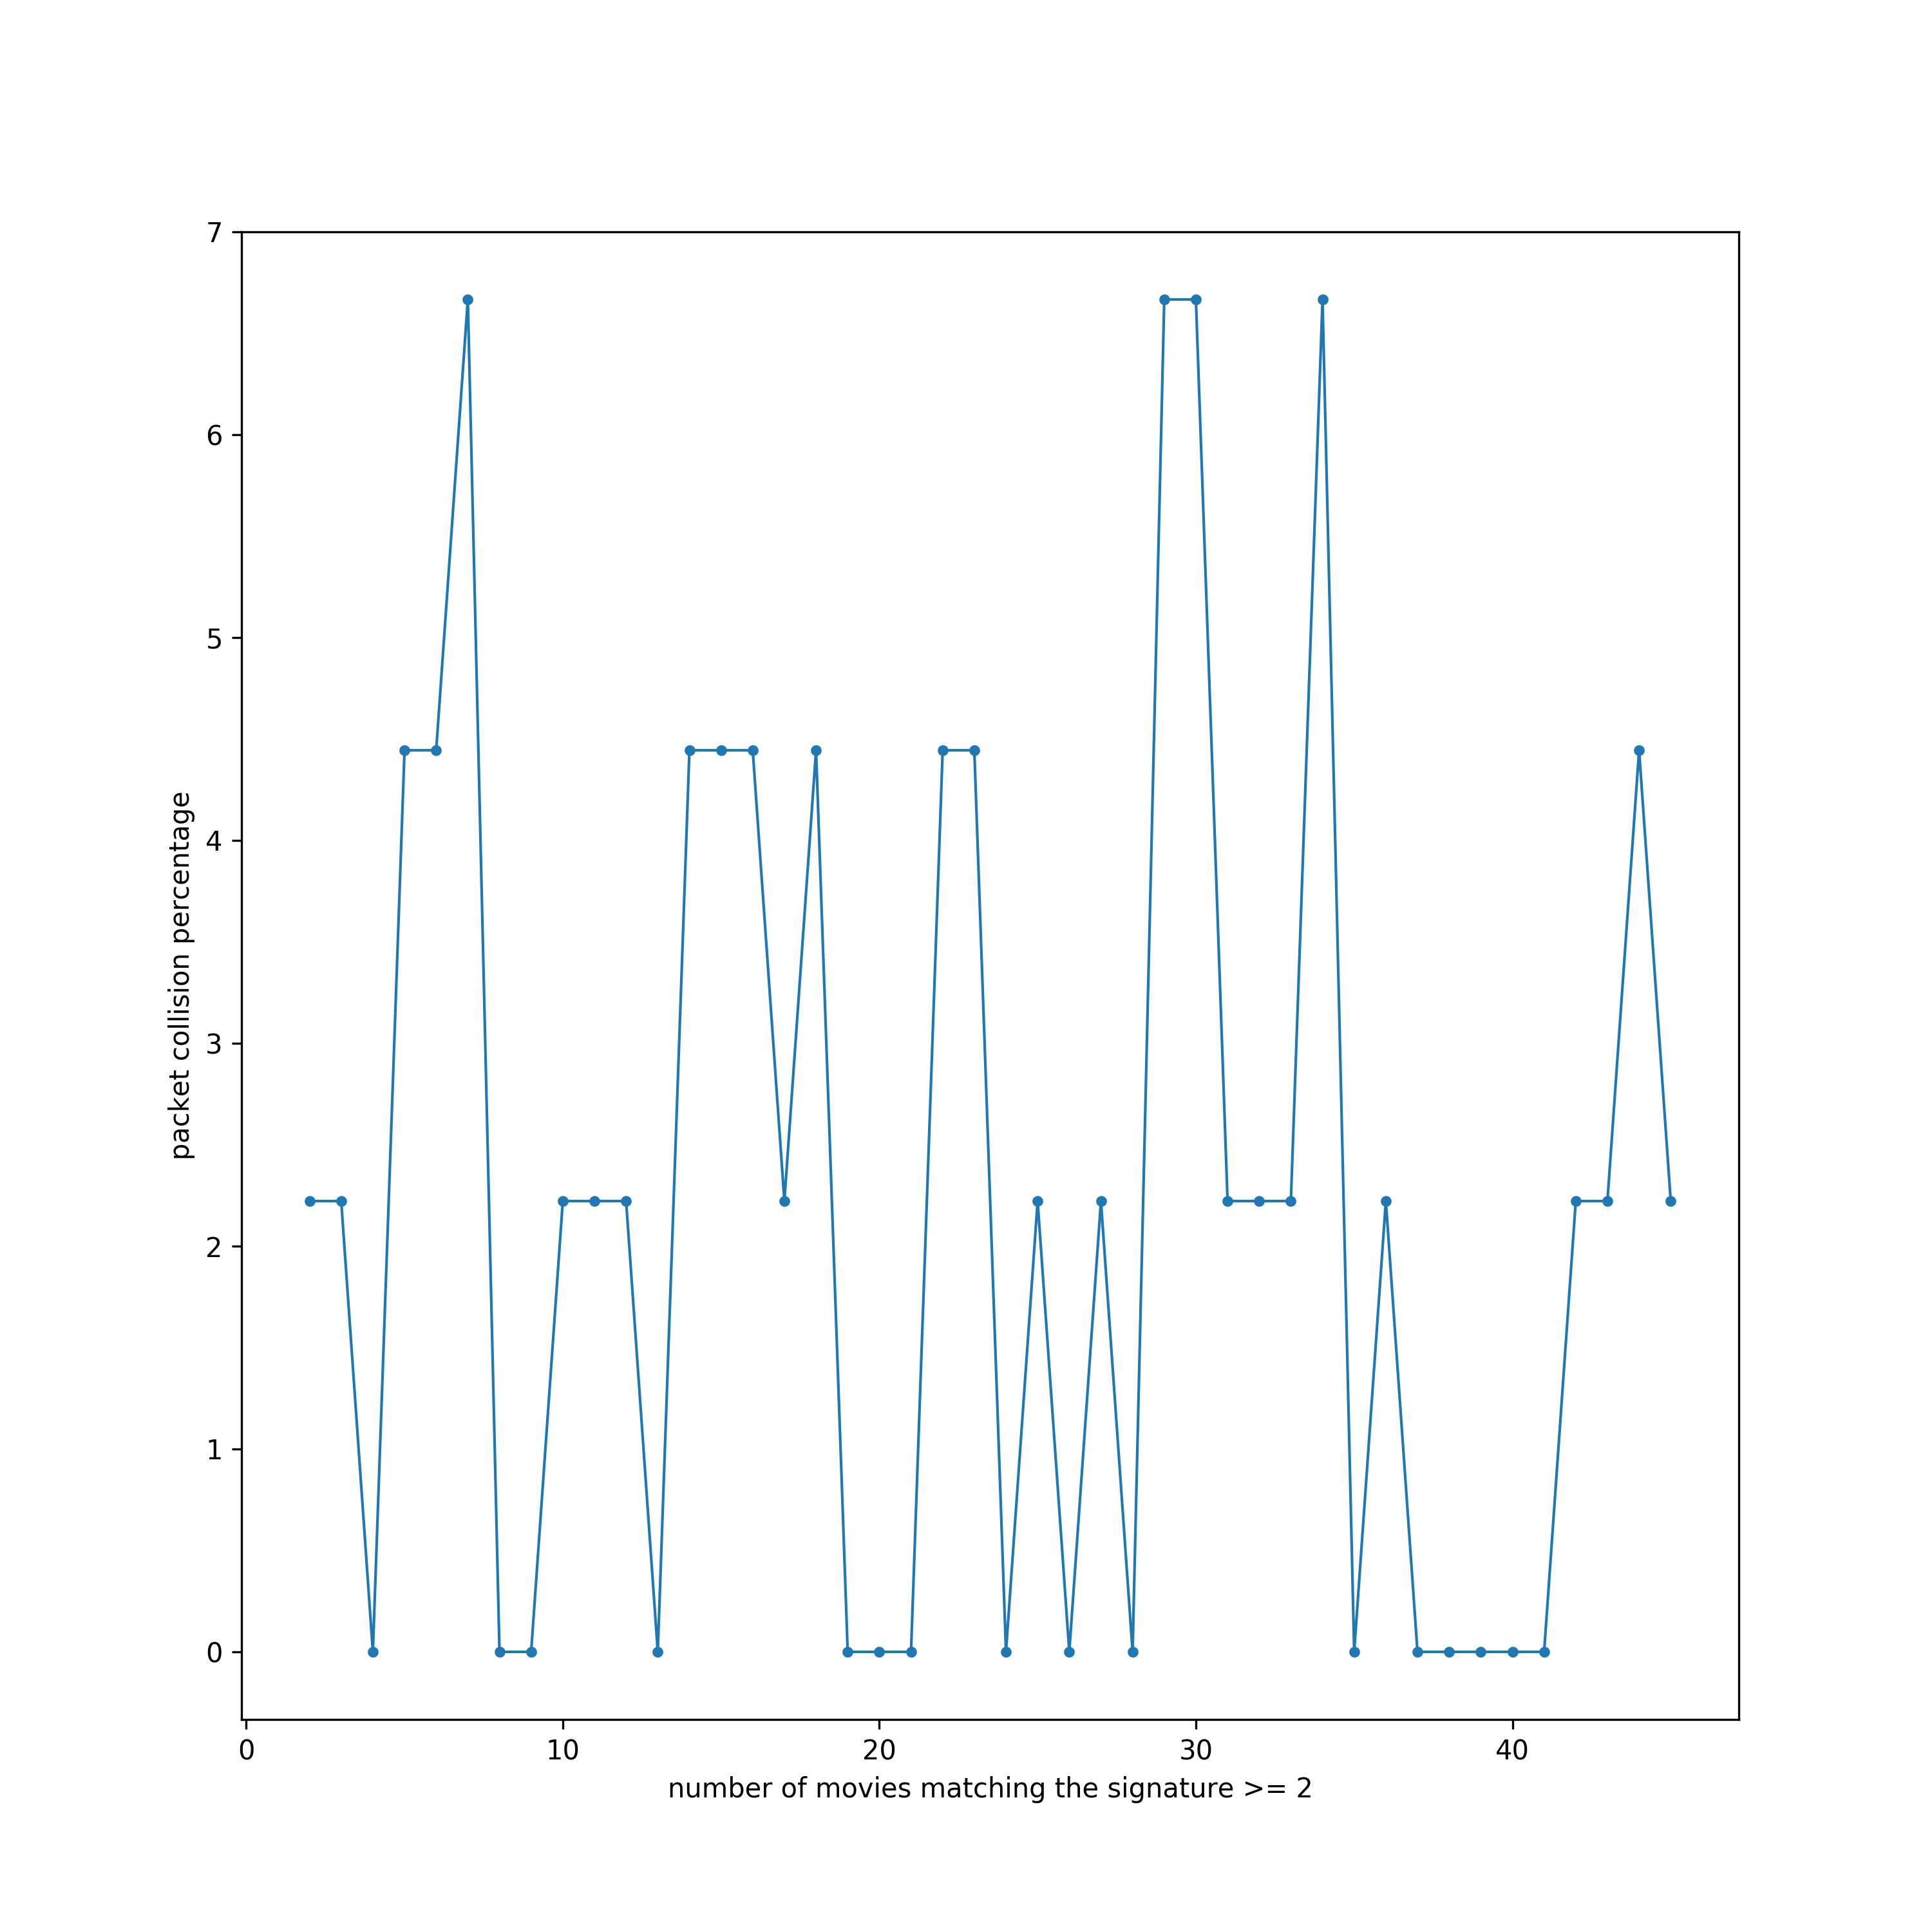 7
6
5
4
3
2
1
0
packet collision percentage
0 10 20 30 40
number of movies matching the signature >= 2